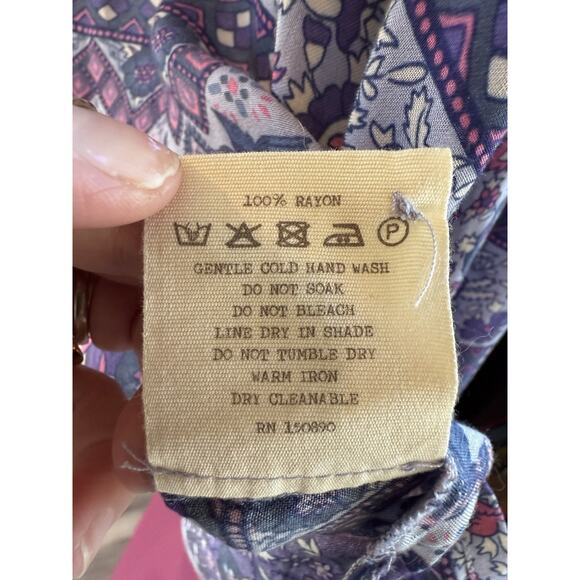 100% RAYON
P
GENTLE COLD HAND WASH
DO NOT SOAK
DO NOT BLEACH
LINE DRY IN SHADE
DO NOT TUMBLE DRY
WARM IRON
DRY CLEANABLE
RN 150890